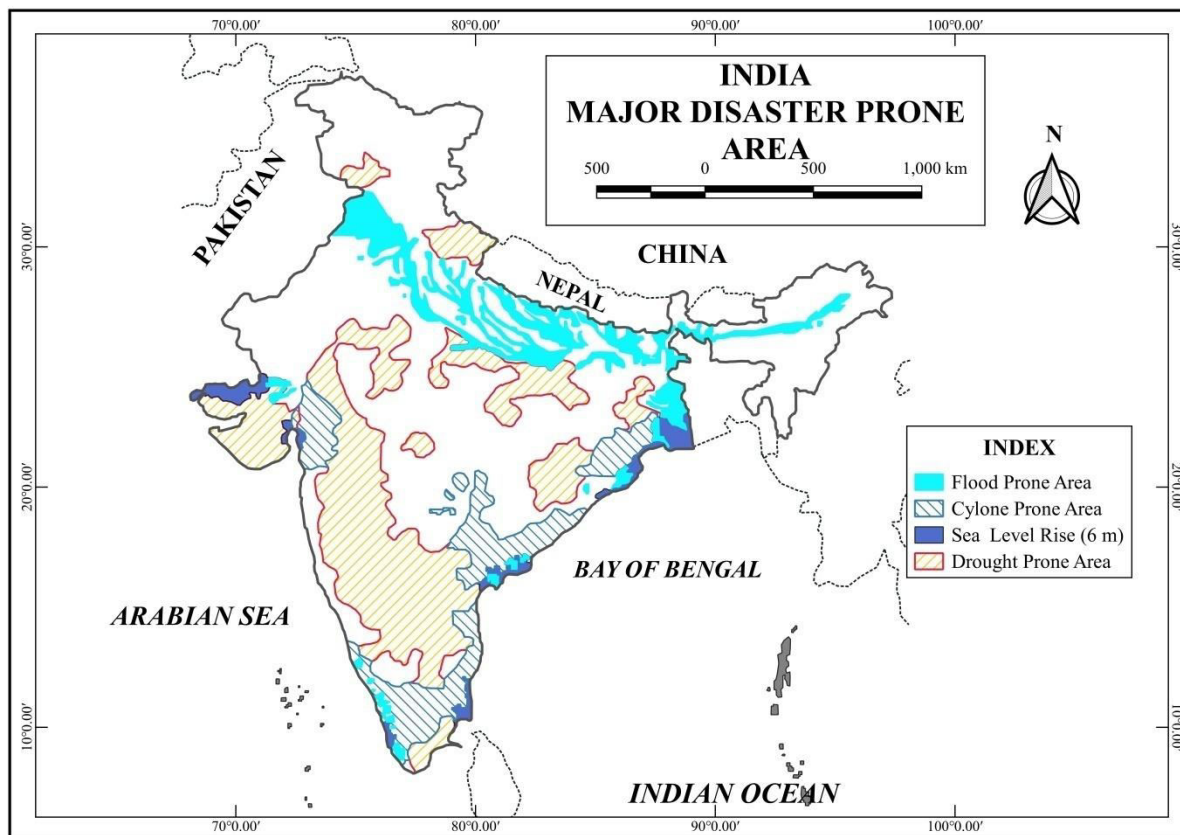 70°0.00′ 80°0.00′ 90°0.00′ 100°0.00′
INDIA
MAJOR DISASTER PRONE
AREA
500 0 500 1,000 km
N
PAKISTAN
CHINA
NEPAL
30°0.00′ 30°0.00′
INDEX
Flood Prone Area
Cylone Prone Area
Sea Level Rise (6 m)
Drought Prone Area
20°0.00′ 20°0.00′
BAY OF BENGAL
ARABIAN SEA
10°0.00′ 10°0.00′
INDIAN OCEAN
70°0.00′ 80°0.00′ 90°0.00′ 100°0.00′